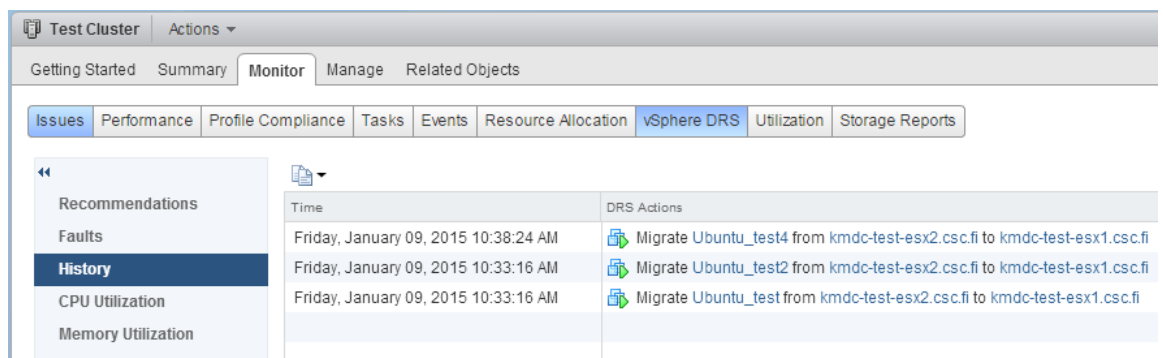 Test Cluster Actions
Getting Started Summary Monitor Manage Related Objects
Issues Performance Profile Compliance Tasks Events Resource Allocation vSphere DRS Utilization Storage Reports
Recommendations
Faults
History
CPU Utilization
Memory Utilization
Time DRS Actions
Friday, January 09, 2015 10:38:24 AM Migrate Ubuntu_test4 from kmdc-test-esx2.csc.fi to kmdc-test-esx1.csc.fi
Friday, January 09, 2015 10:33:16 AM Migrate Ubuntu_test2 from kmdc-test-esx2.csc.fi to kmdc-test-esx1.csc.fi
Friday, January 09, 2015 10:33:16 AM Migrate Ubuntu_test from kmdc-test-esx2.csc.fi to kmdc-test-esx1.csc.fi